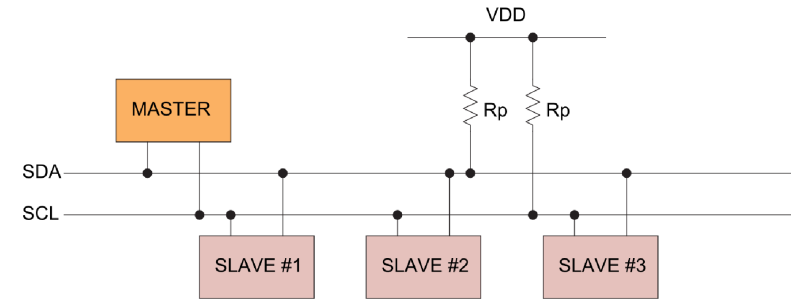 VDD
MASTER
Rp
Rp
SDA
SCL
SLAVE #1
SLAVE #2
SLAVE #3